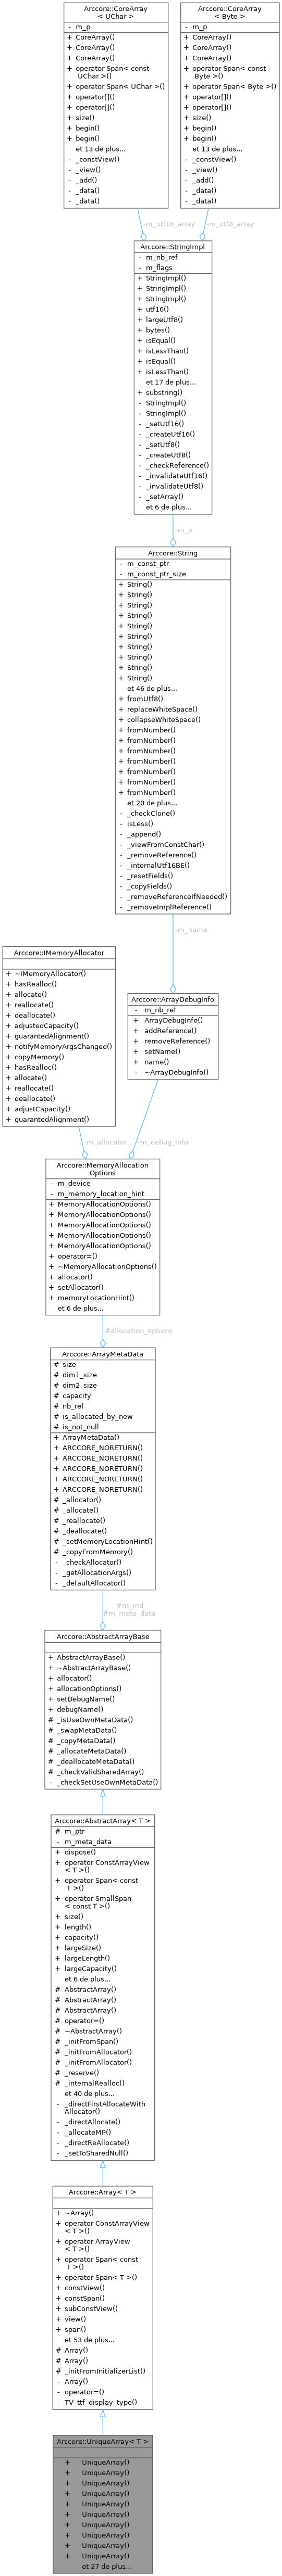 Arccore::CoreArray
< UChar >
- m_p
+ CoreArray()
+ CoreArray()
+ CoreArray()
+ operator Span< const
UChar >()
+ operator Span< UChar >()
+ operator[]()
+ operator[]()
+ size()
+ begin()
+ begin()
et 13 de plus...
- _constView()
- _view()
- _add()
- _data()
- _data()
Arccore::CoreArray
< Byte >
- m_p
+ CoreArray()
+ CoreArray()
+ CoreArray()
+ operator Span< const
Byte >()
+ operator Span< Byte >()
+ operator[]()
+ operator[]()
+ size()
+ begin()
+ begin()
et 13 de plus...
- _constView()
- _view()
- _add()
- _data()
- _data()
-m_utf16_array
-m_utf8_array
Arccore::StringImpl
- m_nb_ref
- m_flags
+ StringImpl()
+ StringImpl()
+ StringImpl()
+ utf16()
+ largeUtf8()
+ bytes()
+ isEqual()
+ isLessThan()
+ isEqual()
+ isLessThan()
et 17 de plus...
+ substring()
- StringImpl()
- StringImpl()
- _setUtf16()
- _createUtf16()
- _setUtf8()
- _createUtf8()
- _checkReference()
- _invalidateUtf16()
- _invalidateUtf8()
- _setArray()
et 6 de plus...
-m_p
Arccore::String
- m_const_ptr
- m_const_ptr_size
+ String()
+ String()
+ String()
+ String()
+ String()
+ String()
+ String()
+ String()
+ String()
+ String()
et 46 de plus...
+ fromUtf8()
+ replaceWhiteSpace()
+ collapseWhiteSpace()
+ fromNumber()
+ fromNumber()
+ fromNumber()
+ fromNumber()
+ fromNumber()
+ fromNumber()
+ fromNumber()
et 20 de plus...
- _checkClone()
- isLess()
- _append()
- _viewFromConstChar()
- _removeReference()
- _internalUtf16BE()
- _resetFields()
- _copyFields()
- _removeReferenceIfNeeded()
- _removeImplReference()
-m_name
Arccore::IMemoryAllocator
+ ~IMemoryAllocator()
+ hasRealloc()
+ allocate()
+ reallocate()
+ deallocate()
+ adjustedCapacity()
+ guarantedAlignment()
+ notifyMemoryArgsChanged()
+ copyMemory()
+ hasRealloc()
+ allocate()
+ reallocate()
+ deallocate()
+ adjustCapacity()
+ guarantedAlignment()
Arccore::ArrayDebugInfo
- m_nb_ref
+ ArrayDebugInfo()
+ addReference()
+ removeReference()
+ setName()
+ name()
- ~ArrayDebugInfo()
-m_allocator
-m_debug_info
Arccore::MemoryAllocation
Options
- m_device
- m_memory_location_hint
+ MemoryAllocationOptions()
+ MemoryAllocationOptions()
+ MemoryAllocationOptions()
+ MemoryAllocationOptions()
+ MemoryAllocationOptions()
+ operator=()
+ ~MemoryAllocationOptions()
+ allocator()
+ setAllocator()
+ memoryLocationHint()
et 6 de plus...
#allocation_options
Arccore::ArrayMetaData
# size
# dim1_size
# dim2_size
# capacity
# nb_ref
# is_allocated_by_new
# is_not_null
+ ArrayMetaData()
+ ARCCORE_NORETURN()
+ ARCCORE_NORETURN()
+ ARCCORE_NORETURN()
+ ARCCORE_NORETURN()
+ ARCCORE_NORETURN()
# _allocator()
# _allocate()
# _reallocate()
# _deallocate()
# _setMemoryLocationHint()
# _copyFromMemory()
- _checkAllocator()
- _getAllocationArgs()
- _defaultAllocator()
#m_md
#m_meta_data
Arccore::AbstractArrayBase
+ AbstractArrayBase()
+ ~AbstractArrayBase()
+ allocator()
+ allocationOptions()
+ setDebugName()
+ debugName()
# _isUseOwnMetaData()
# _swapMetaData()
# _copyMetaData()
# _allocateMetaData()
# _deallocateMetaData()
# _checkValidSharedArray()
- _checkSetUseOwnMetaData()
Arccore::AbstractArray< T >
# m_ptr
- m_meta_data
+ dispose()
+ operator ConstArrayView
< T >()
+ operator Span< const
T >()
+ operator SmallSpan
< const T >()
+ size()
+ length()
+ capacity()
+ largeSize()
+ largeLength()
+ largeCapacity()
et 6 de plus...
# AbstractArray()
# AbstractArray()
# AbstractArray()
# operator=()
# ~AbstractArray()
# _initFromSpan()
# _initFromAllocator()
# _initFromAllocator()
# _reserve()
# _internalRealloc()
et 40 de plus...
- _directFirstAllocateWith
Allocator()
- _directAllocate()
- _allocateMP()
- _directReAllocate()
- _setToSharedNull()
Arccore::Array< T >
+ ~Array()
+ operator ConstArrayView
< T >()
+ operator ArrayView
< T >()
+ operator Span< const
T >()
+ operator Span< T >()
+ constView()
+ constSpan()
+ subConstView()
+ view()
+ span()
et 53 de plus...
# Array()
# Array()
# _initFromInitializerList()
- Array()
- operator=()
- TV_ttf_display_type()
Arccore::UniqueArray< T >
+ UniqueArray()
+ UniqueArray()
+ UniqueArray()
+ UniqueArray()
+ UniqueArray()
+ UniqueArray()
+ UniqueArray()
+ UniqueArray()
+ UniqueArray()
+ UniqueArray()
et 27 de plus...